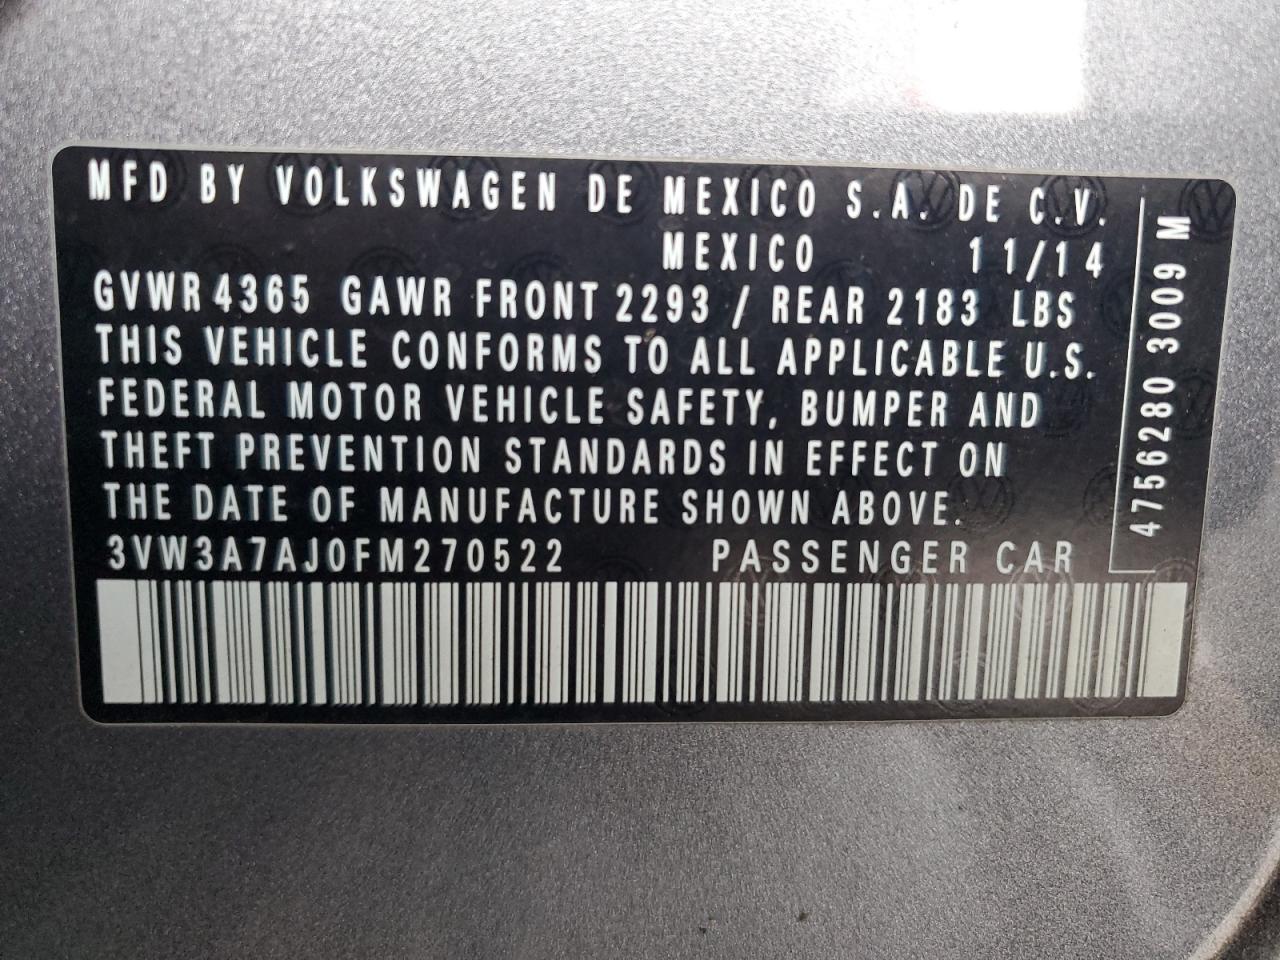 MFD BY VOLKSWAGEN DE MEXICO S.A. DE C.V.
MEXICO 11/14
GVWR 4365 GAWR FRONT 2293 / REAR 2183 LBS
THIS VEHICLE CONFORMS TO ALL APPLICABLE U.S.
FEDERAL MOTOR VEHICLE SAFETY, BUMPER AND
THEFT PREVENTION STANDARDS IN EFFECT ON
THE DATE OF MANUFACTURE SHOWN ABOVE.
3VW3A7AJ0FM270522 PASSENGER CAR
4756280 3009 M